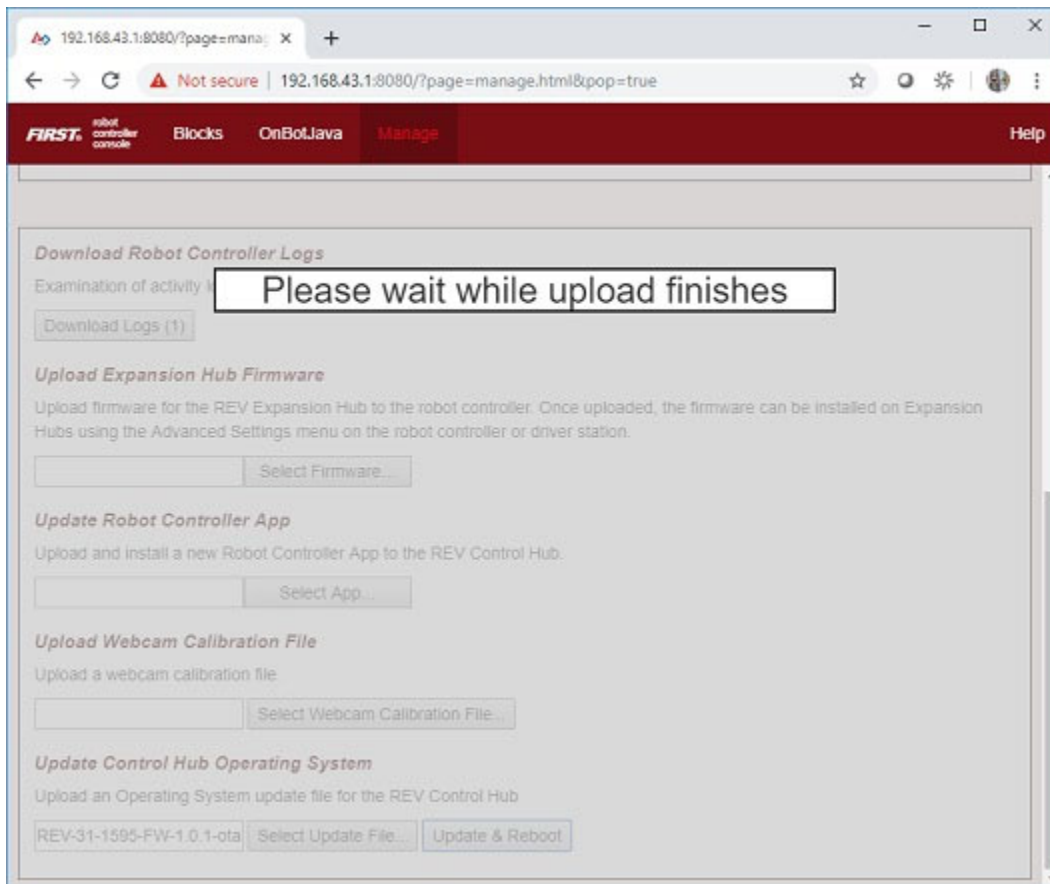 192.168.43.1:8080/?page=mana
Not secure | 192.168.43.1:8080/?page=manage.html&pop=true
FIRST. robot controller console Blocks OnBotJava Manage Help
Download Robot Controller Logs
Examination of activity
Please wait while upload finishes
Download Logs (1)
Upload Expansion Hub Firmware
Upload firmware for the REV Expansion Hub to the robot controller. Once uploaded, the firmware can be installed on Expansion
Hubs using the Advanced Settings menu on the robot controller or driver station.
Select Firmware...
Update Robot Controller App
Upload and install a new Robot Controller App to the REV Control Hub.
Select App...
Upload Webcam Calibration File
Upload a webcam calibration file
Select Webcam Calibration File...
Update Control Hub Operating System
Upload an Operating System update file for the REV Control Hub
REV-31-1595-FW-1.0.1-ota Select Update File... Update & Reboot